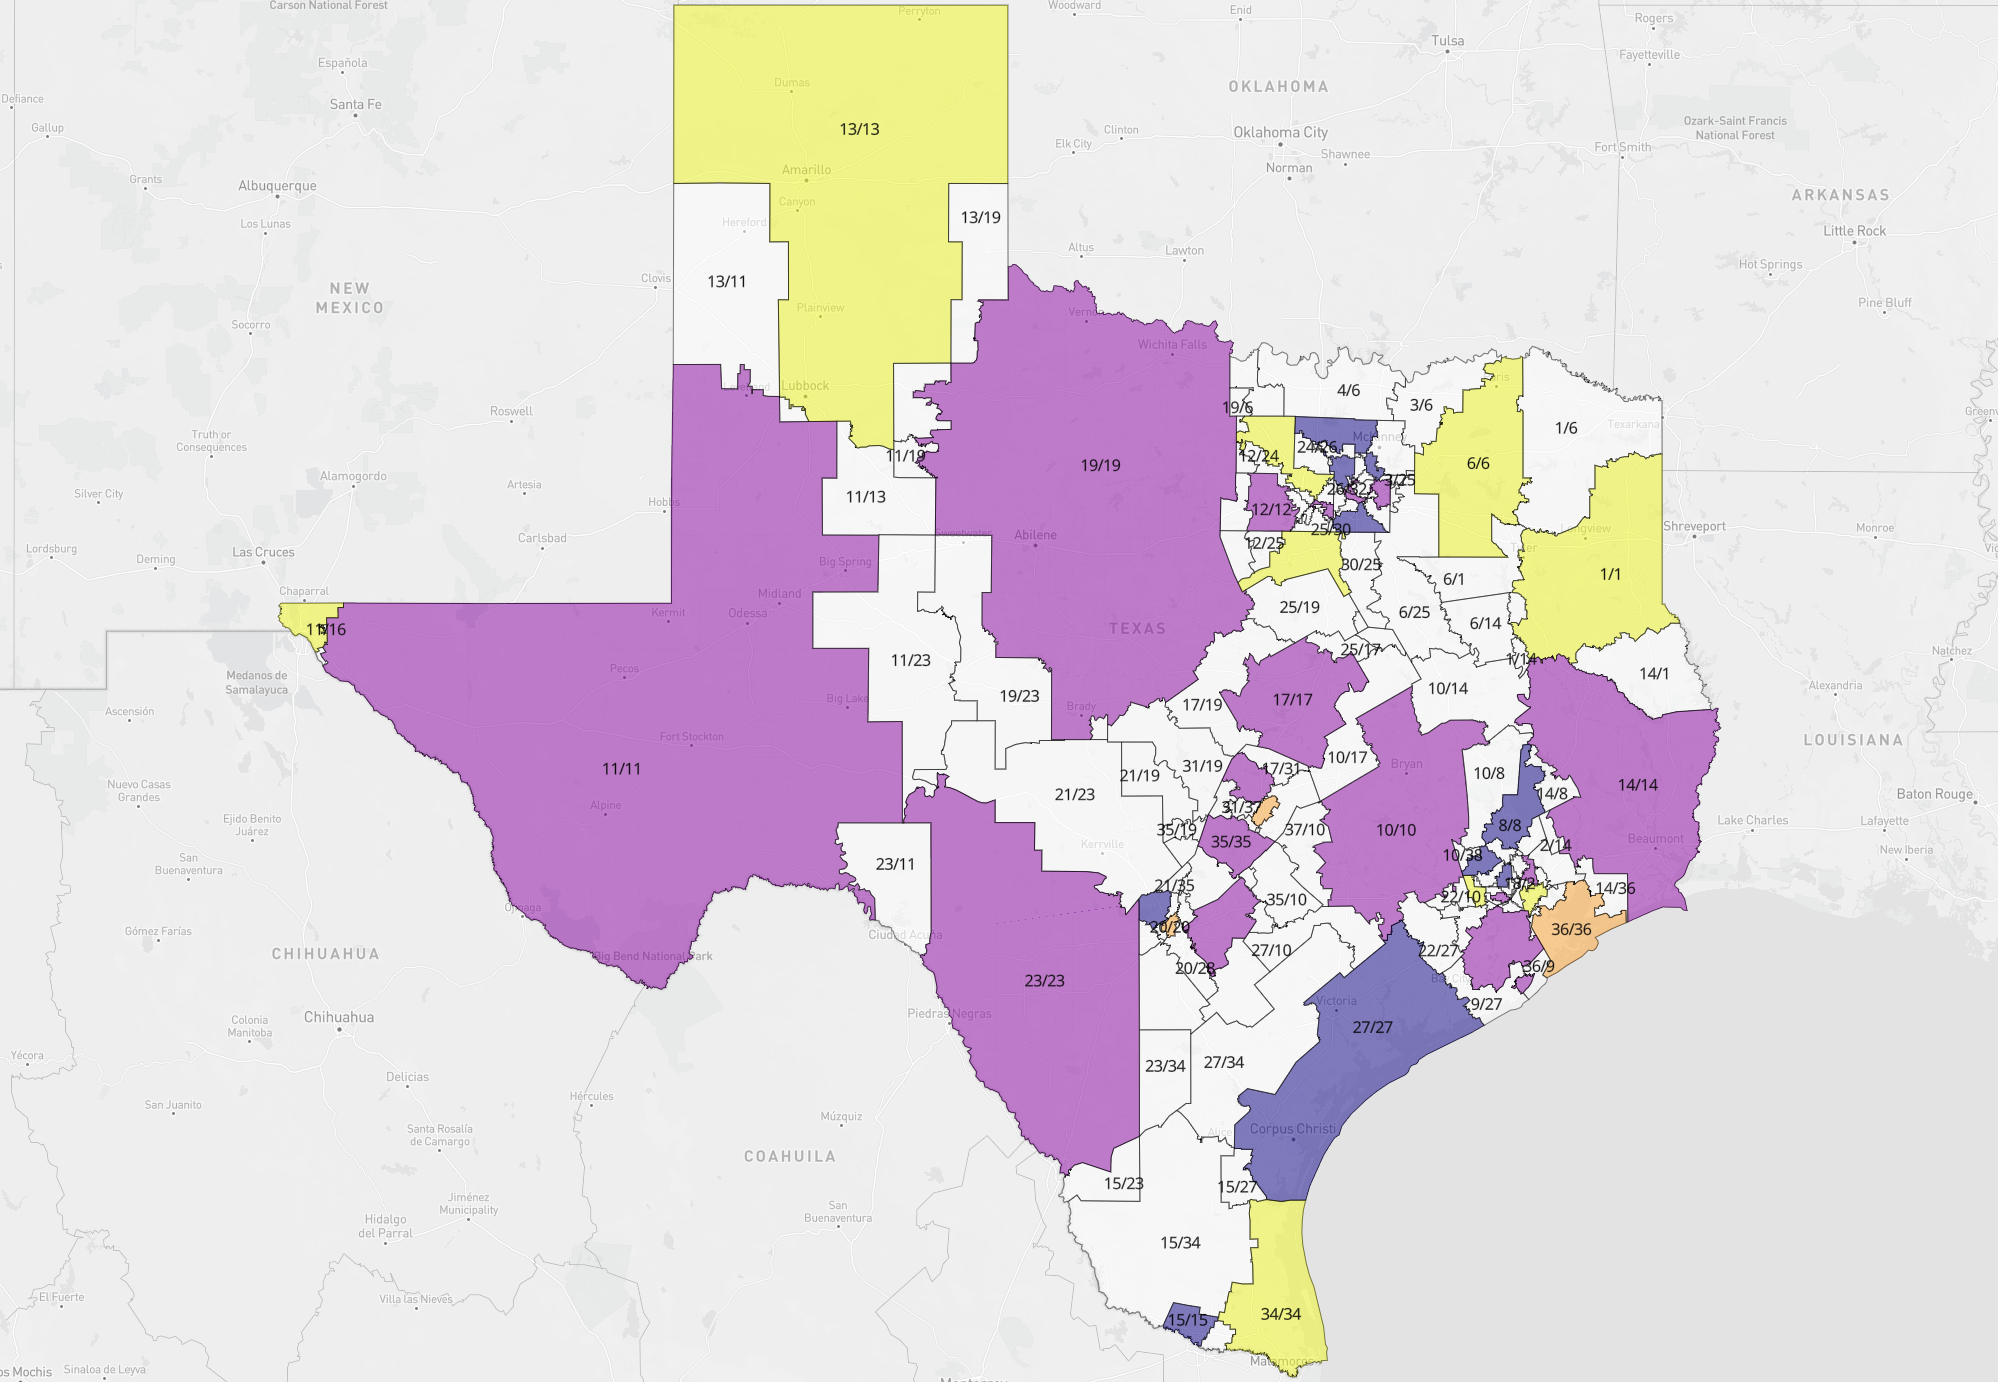 Carson National Forest
Perryton
Woodward
Enid
Rogers
Tulsa
Fayetteville
Española
Dumas
OKLAHOMA
Defiance
Santa Fe
Gallup
13/13
Clinton
Elk City
Oklahoma City
Shawnee
Ozark-Saint Francis
National Forest
Fort Smith
Norman
Amarillo
Grants
Albuquerque
ARKANSAS
Canyon
Los Lunas
Hereford
13/19
Little Rock
Altus
Lawton
Hot Springs
Clovis
13/11
NEW
MEXICO
Pine Bluff
Plainview
Socorro
Wichita Falls
Lubbock
4/6
3/6
19/6
1/6
Texarkana
Roswell
Truth or
Consequences
12/24
11/19
19/19
6/6
Alamogordo
Artesia
Silver City
Hobbs
11/13
3/25
12/12
25/30
Longview
Shreveport
Monroe
Abilene
Carlsbad
Lordsburg
Deming
Las Cruces
Sweetwater
12/25
Big Spring
30/25
6/1
1/1
Chaparral
Midland
Odessa
Kermit
25/19
6/25
6/14
TEXAS
25/17
1/14
Natchez
Medanos de
Samalayuca
Pecos
11/23
19/23
10/14
14/1
Alexandria
Ascensión
Big Lake
Brady
17/19
17/17
Fort Stockton
LOUISIANA
10/17
Bryan
10/8
11/11
21/19
31/19
17/31
14/14
14/8
Nuevo Casas
Grandes
21/23
Alpine
Baton Rouge
Ejido Benito
Juárez
35/19
37/10
10/10
8/8
Lake Charles
Lafayette
35/35
2/14
Beaumont
Kerrville
New Iberia
San
Buenaventura
23/11
10/38
21/35
14/36
22/10
35/10
Ojinaga
Gómez Farías
Ciudad Acuña
20/20
36/36
CHIHUAHUA
Big Bend National Park
27/10
22/27
20/28
36/9
23/23
Victoria
9/27
Chihuahua
Colonia
Manitoba
Piedras Negras
27/27
Yécora
23/34
27/34
Delicias
Hércules
San Juanito
Múzquiz
Santa Rosalía
de Camargo
Alice
Corpus Christi
COAHUILA
15/23
15/27
Jiménez
Municipality
San
Buenaventura
Hidalgo
del Parral
15/34
El Fuerte
Villa las Nieves
15/15
34/34
Matamoros
os Mochis
Sinaloa de Leyva